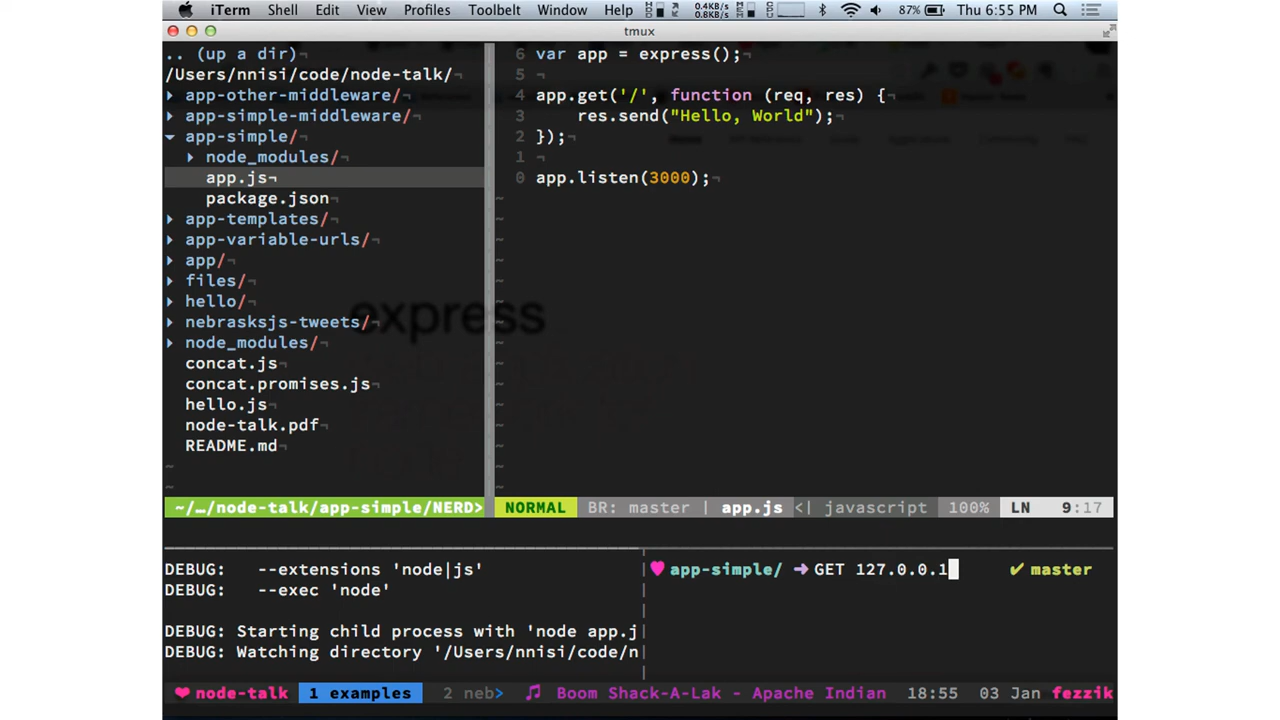 iTerm Shell Edit View Profiles Toolbelt Window Help 0.4KB/s 0.8KB/s 87% Thu 6:55 PM
tmux
.. (up a dir)¬
/Users/nnisi/code/node-talk/¬
app-other-middleware/¬
app-simple-middleware/¬
app-simple/¬
node_modules/¬
app.js¬
package.json¬
app-templates/¬
app-variable-urls/¬
app/¬
files/¬
hello/¬
nebrasksjs-tweets/¬
node_modules/¬
concat.js¬
concat.promises.js¬
hello.js¬
node-talk.pdf¬
README.md¬
~
~
6 var app = express();¬
5 ¬
4 app.get('/', function (req, res) {¬
3 res.send("Hello, World");¬
2 });¬
1 ¬
0 app.listen(3000);¬
express
~/…/node-talk/app-simple/NERD>
NORMAL BR: master | app.js <| javascript 100% LN 9:17
DEBUG: --extensions 'node|js'
DEBUG: --exec 'node'
DEBUG: Starting child process with 'node app.j
DEBUG: Watching directory '/Users/nnisi/code/n
♥ app-simple/ ➜ GET 127.0.0.1 ✔ master
❤ node-talk 1 examples 2 neb> ♫ Boom Shack-A-Lak - Apache Indian 18:55 03 Jan fezzik